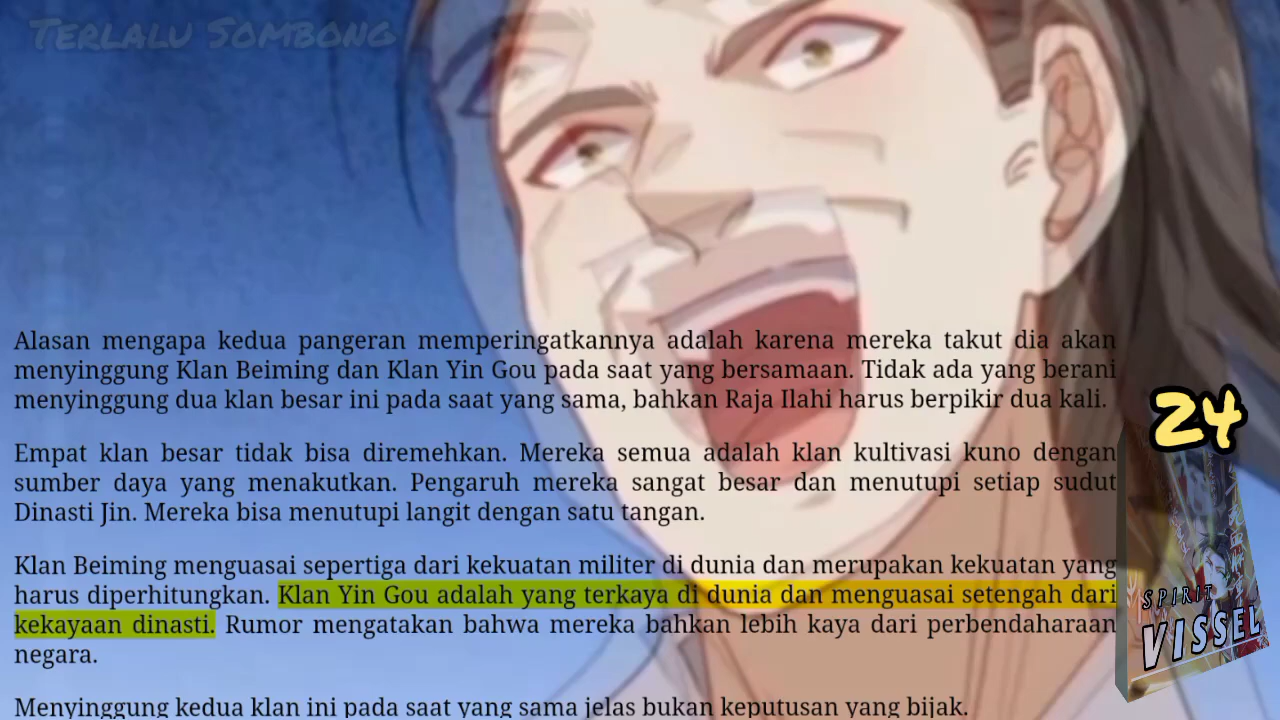 Terlalu Sombong
Alasan mengapa kedua pangeran memperingatkannya adalah karena mereka takut dia akan
menyinggung Klan Beiming dan Klan Yin Gou pada saat yang bersamaan. Tidak ada yang berani
menyinggung dua klan besar ini pada saat yang sama, bahkan Raja Ilahi harus berpikir dua kali.
Empat klan besar tidak bisa diremehkan. Mereka semua adalah klan kultivasi kuno dengan
sumber daya yang menakutkan. Pengaruh mereka sangat besar dan menutupi setiap sudut
Dinasti Jin. Mereka bisa menutupi langit dengan satu tangan.
Klan Beiming menguasai sepertiga dari kekuatan militer di dunia dan merupakan kekuatan yang
harus diperhitungkan. Klan Yin Gou adalah yang terkaya di dunia dan menguasai setengah dari
kekayaan dinasti. Rumor mengatakan bahwa mereka bahkan lebih kaya dari perbendaharaan
negara.
Menyinggung kedua klan ini pada saat yang sama jelas bukan keputusan yang bijak.
24
SPIRIT
VISSEL